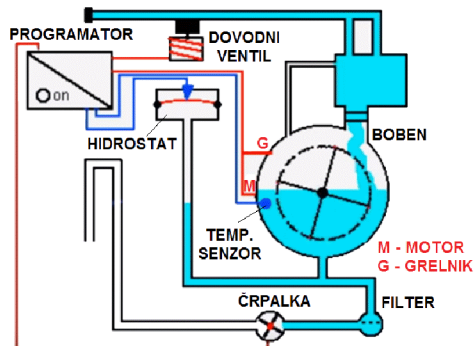 PROGRAMATOR
DOVODNI
VENTIL
on
HIDROSTAT
BOBEN
G
M
TEMP.
SENZOR
M - MOTOR
G - GRELNIK
ČRPALKA
FILTER